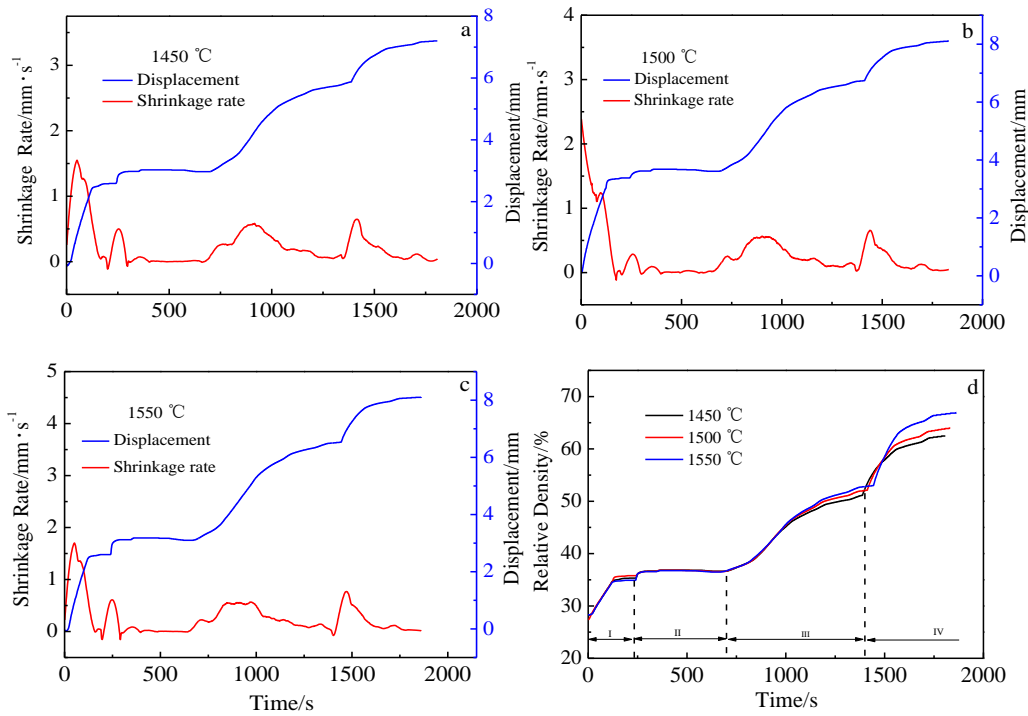 a
1450 ℃
Displacement
Shrinkage rate
Shrinkage Rate/mm·s-1
3
2
1
0
Displacement/mm
8
6
4
2
0
0 500 1000 1500 2000
b
1500 ℃
Displacement
Shrinkage rate
Shrinkage Rate/mm·s-1
4
3
2
1
0
Displacement/mm
8
6
4
2
0
0 500 1000 1500 2000
c
1550 ℃
Displacement
Shrinkage rate
Shrinkage Rate/mm·s-1
5
4
3
2
1
0
Displacement/mm
8
6
4
2
0
0 500 1000 1500 2000
Time/s
d
1450 ℃
1500 ℃
1550 ℃
Relative Density/%
70
60
50
40
30
20
I II III IV
0 500 1000 1500 2000
Time/s